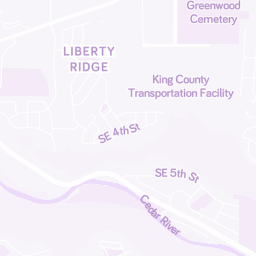 Greenwood
Cemetery
LIBERTY
RIDGE
King County
Transportation Facility
SE 4th St
SE 5th St
Cedar River